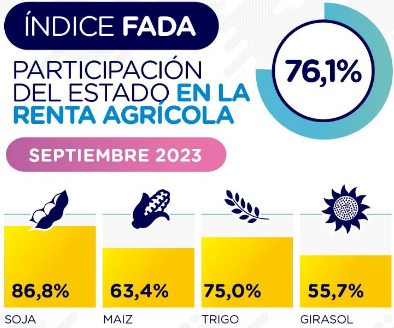 ÍNDICE FADA
76,1%
PARTICIPACIÓN
DEL ESTADO EN LA
RENTA AGRÍCOLA
SEPTIEMBRE 2023
86,8%
63,4%
75,0%
55,7%
SOJA
MAIZ
TRIGO
GIRASOL